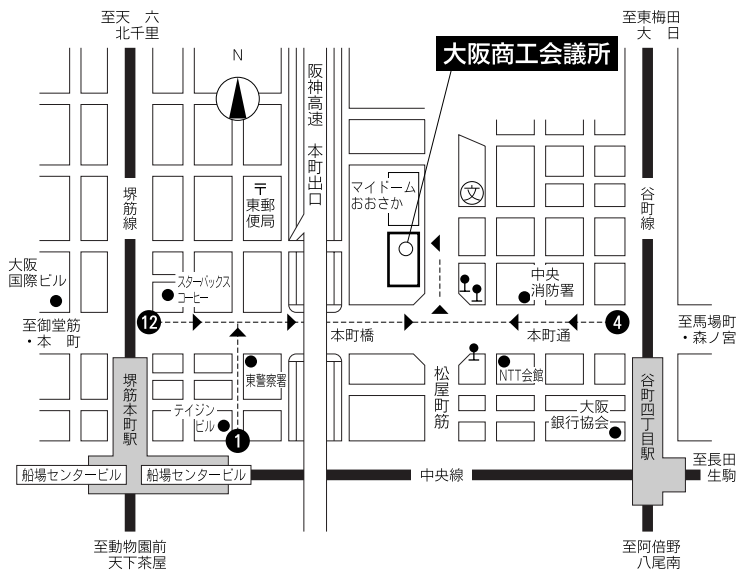 至天　六
北千里
至東梅田
大　日
N
大阪商工会議所
阪神高速　本町出口
〒
東郵
便局
マイドーム
おおさか
文
堺筋線
谷町線
大阪
国際ビル
スターバックス
コーヒー
中央
消防署
至御堂筋
・本　町
12
本町橋
本町通
4
至馬場町
・森ノ宮
堺筋本町駅
東警察署
松屋町筋
NTT会館
谷町四丁目駅
テイジン
ビル
1
大阪
銀行協会
船場センタービル
船場センタービル
中央線
至長田
生駒
至動物園前
天下茶屋
至阿倍野
八尾南